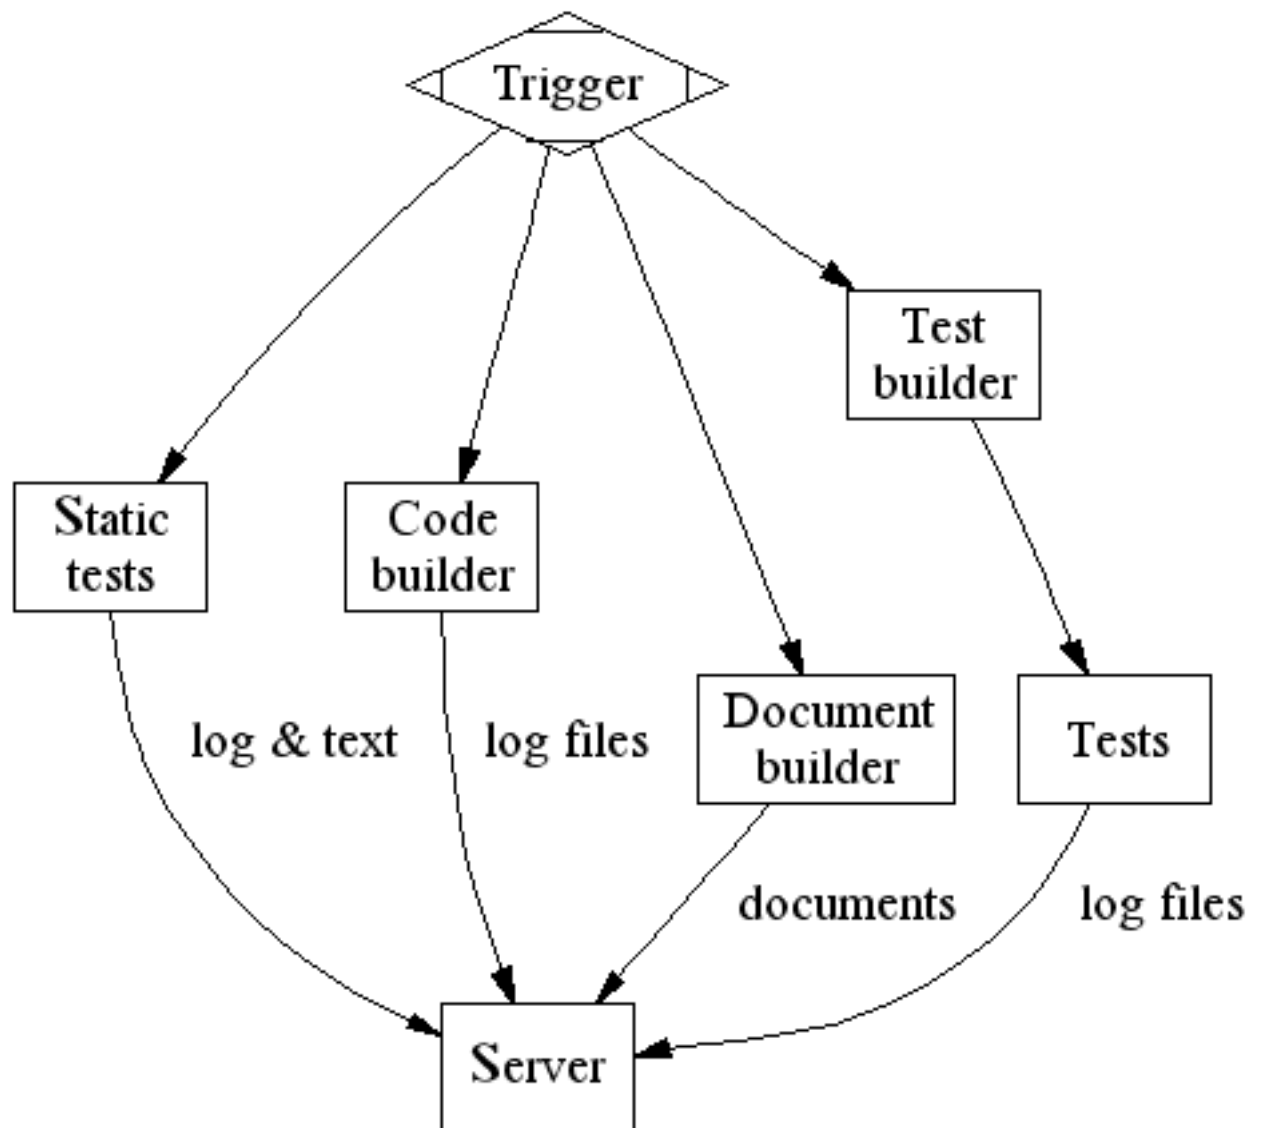 Trigger
Test
builder
Static
tests
Code
builder
log & text
log files
Document
builder
Tests
documents
log files
Server